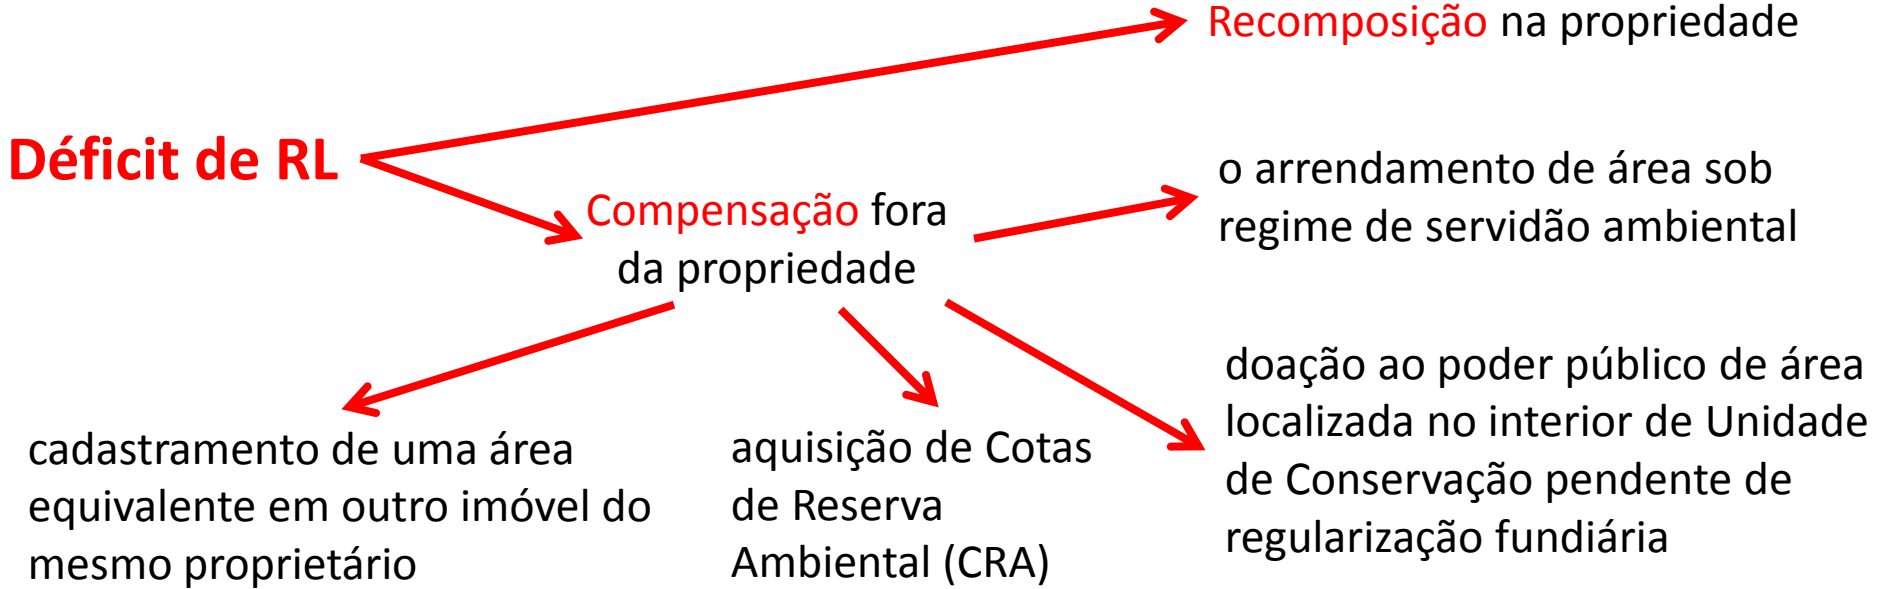 Recomposição na propriedade
Déficit de RL
Compensação fora
da propriedade
o arrendamento de área sob
regime de servidão ambiental
cadastramento de uma área
equivalente em outro imóvel do
mesmo proprietário
aquisição de Cotas
de Reserva
Ambiental (CRA)
doação ao poder público de área
localizada no interior de Unidade
de Conservação pendente de
regularização fundiária